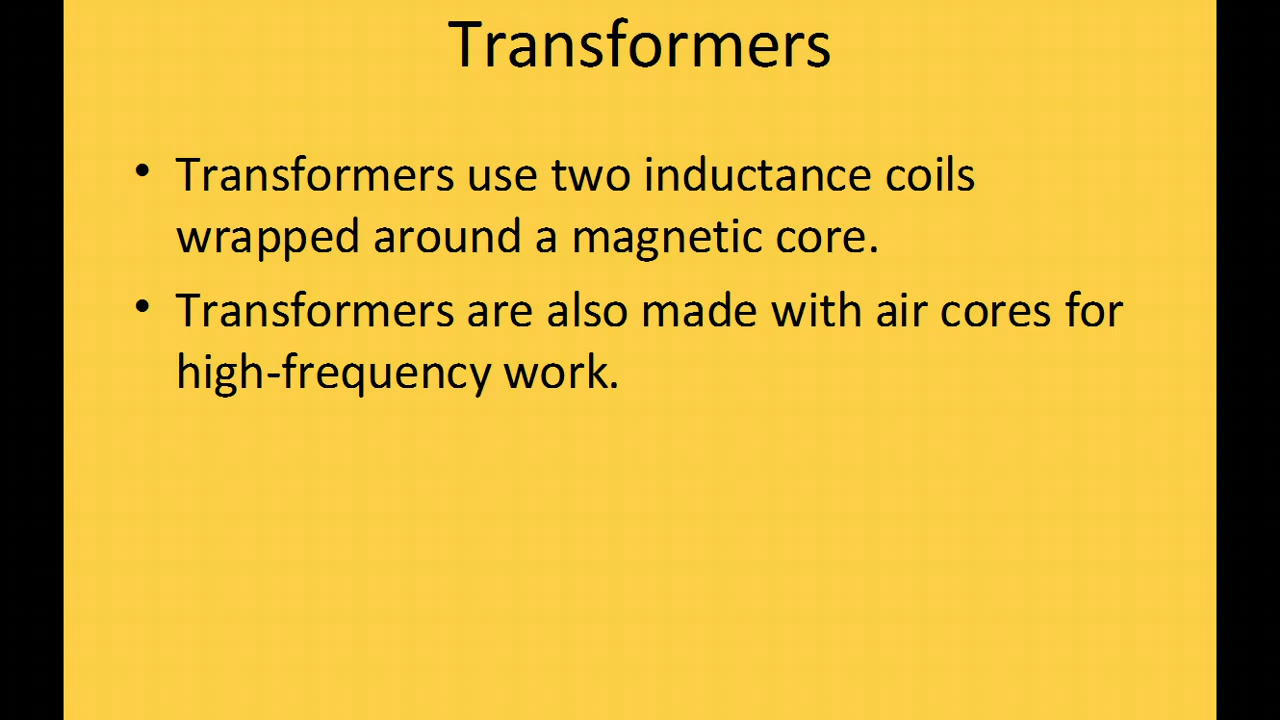 Transformers
• Transformers use two inductance coils
wrapped around a magnetic core.
• Transformers are also made with air cores for
high-frequency work.